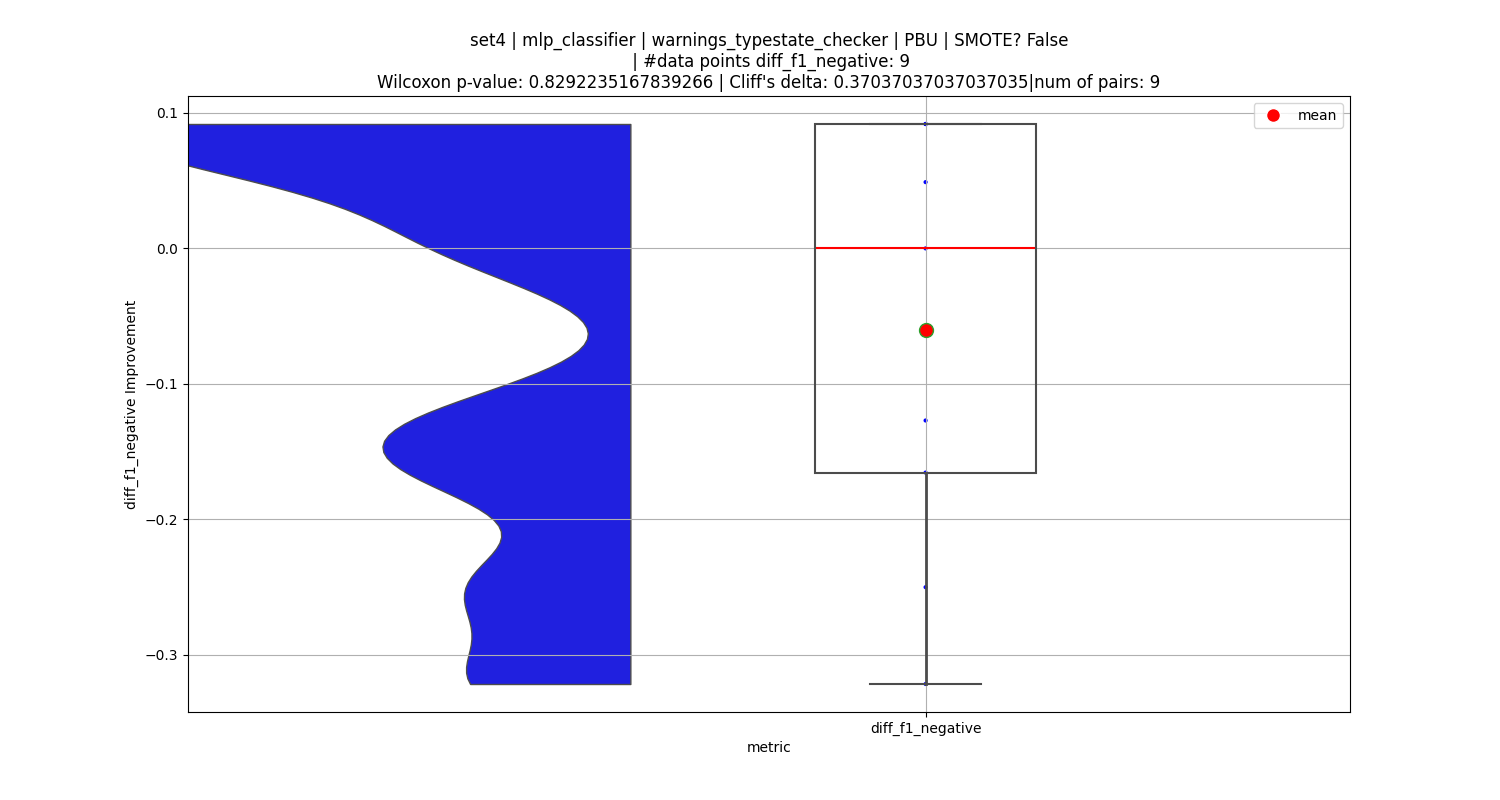 set4 | mlp_classifier | warnings_typestate_checker | PBU | SMOTE? False
| #data points diff_f1_negative: 9
Wilcoxon p-value: 0.8292235167839266 | Cliff's delta: 0.37037037037037035|num of pairs: 9
mean
0.1
0.0
−0.1
−0.2
−0.3
diff_f1_negative Improvement
diff_f1_negative
metric